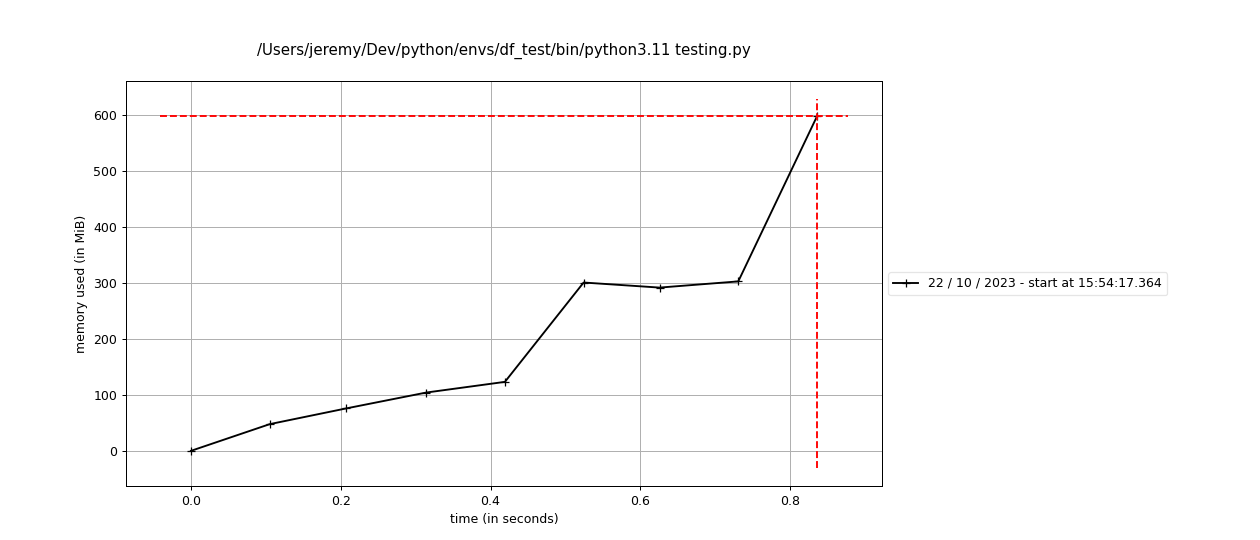 /Users/jeremy/Dev/python/envs/df_test/bin/python3.11 testing.py
600
500
400
300
200
100
0
memory used (in MiB)
0.0 0.2 0.4 0.6 0.8
time (in seconds)
22 / 10 / 2023 - start at 15:54:17.364